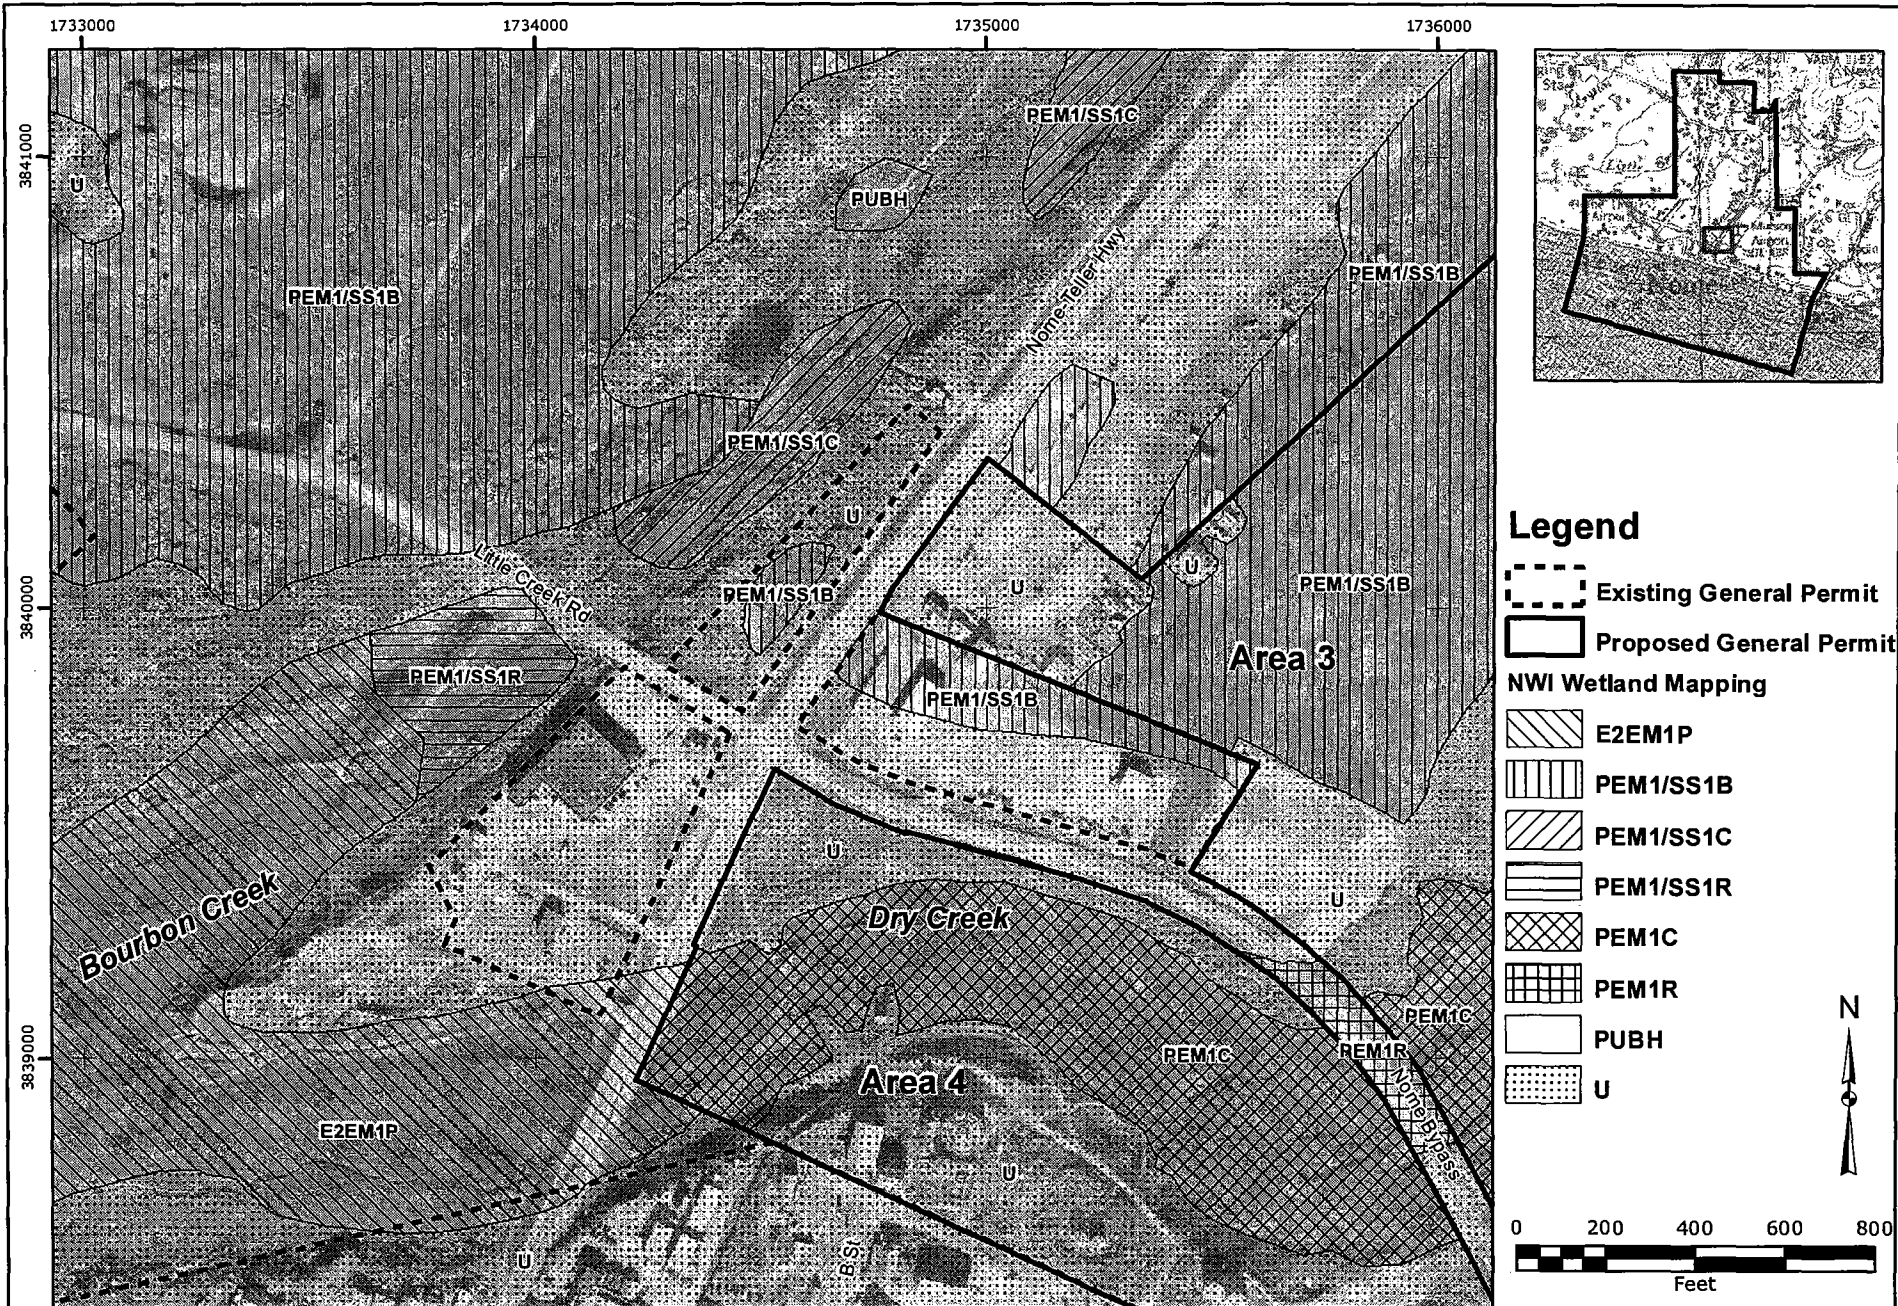 1733000
1734000
1735000
1736000
3841000
3840000
3839000
PEM1/SS1C
U
PUBH
Nome-Teller Hwy
PEM1/SS1B
PEM1/SS1B
PEM1/SS1C
U
Little Creek Rd
PEM1/SS1B
U
U
PEM1/SS1B
Area 3
PEM1/SS1R
PEM1/SS1B
U
U
Bourbon Creek
Dry Creek
PEM1C
PEM1R
PEM1C
Area 4
Nome Bypass
E2EM1P
U
U
B St
Nome
Airport
Legend
Existing General Permit
Proposed General Permit
NWI Wetland Mapping
E2EM1P
PEM1/SS1B
PEM1/SS1C
PEM1/SS1R
PEM1C
PEM1R
PUBH
U
N
0 200 400 600 800
Feet